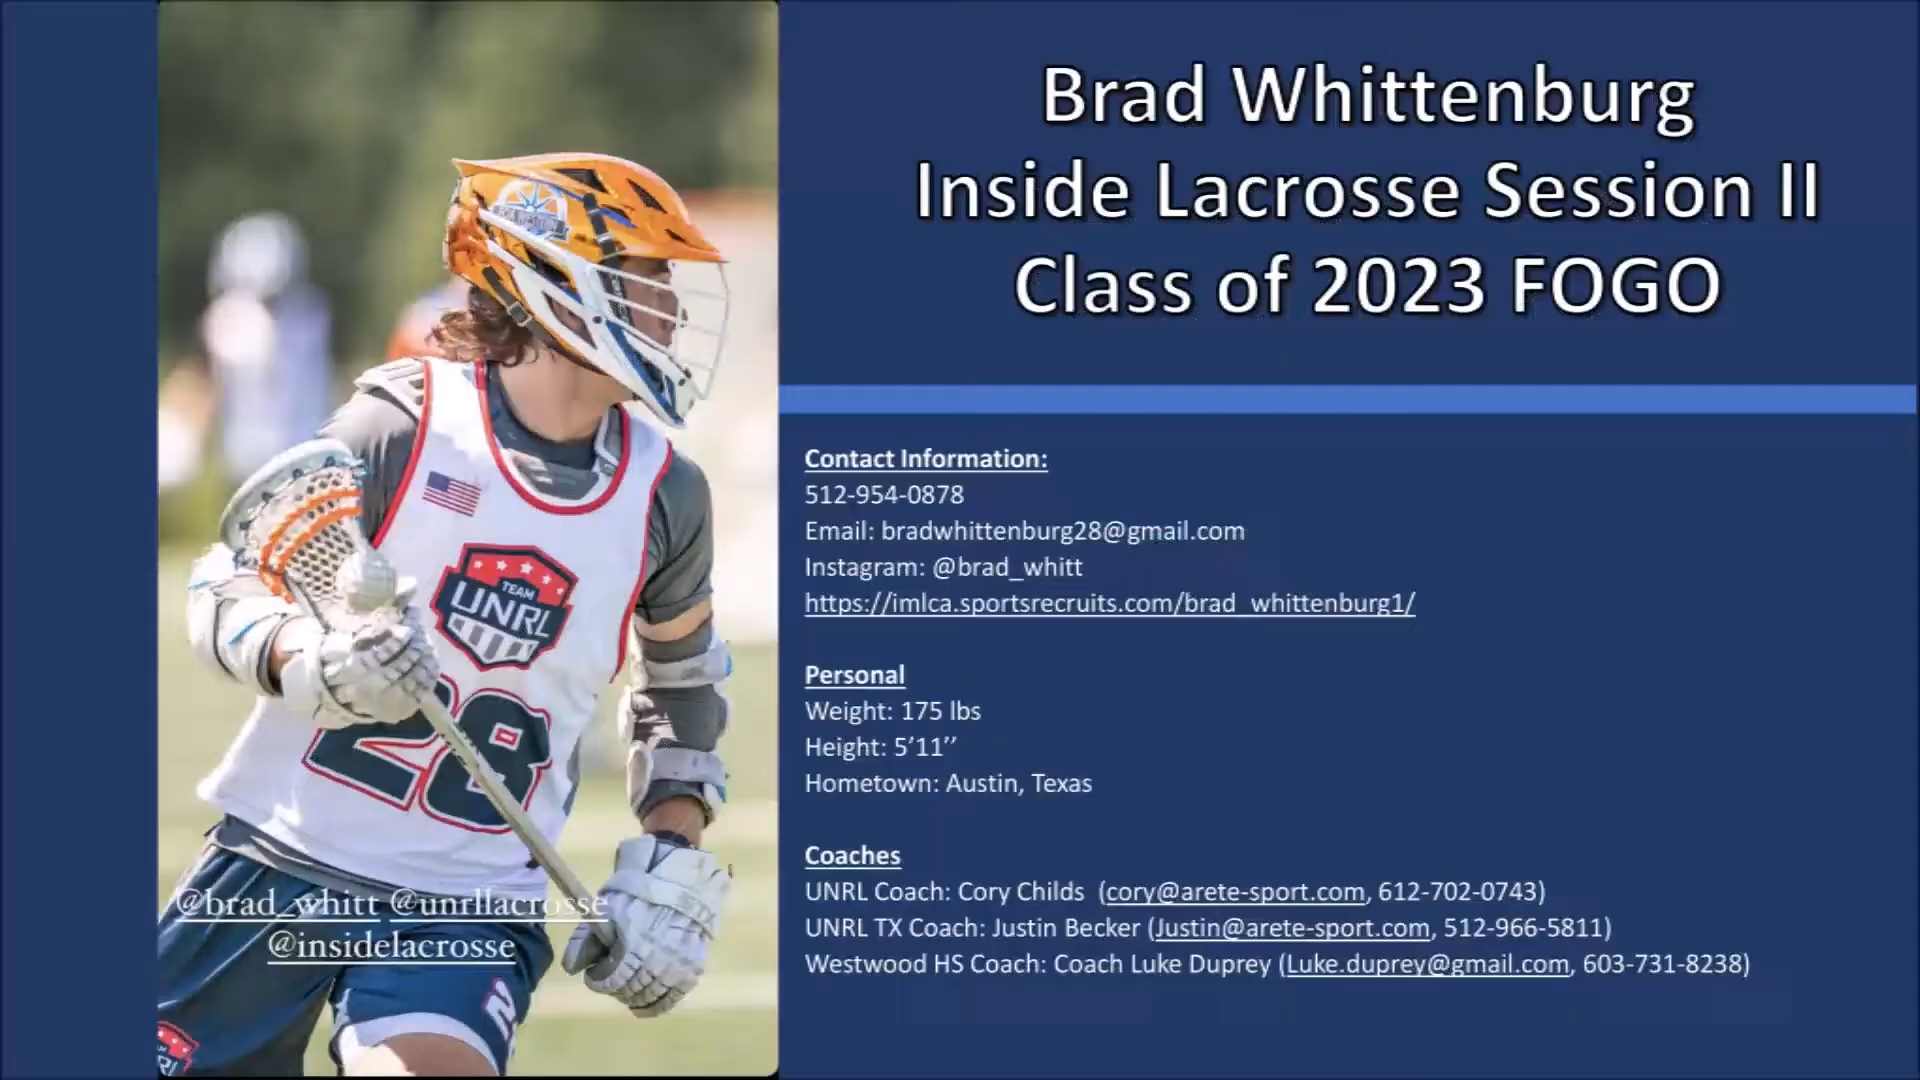 Brad Whittenburg
Inside Lacrosse Session II
Class of 2023 FOGO
Contact Information:
512-954-0878
Email: bradwhittenburg28@gmail.com
Instagram: @brad_whitt
https://imlca.sportsrecruits.com/brad_whittenburg1/
Personal
Weight: 175 lbs
Height: 5’11’’
Hometown: Austin, Texas
Coaches
UNRL Coach: Cory Childs (cory@arete-sport.com, 612-702-0743)
UNRL TX Coach: Justin Becker (Justin@arete-sport.com, 512-966-5811)
Westwood HS Coach: Coach Luke Duprey (Luke.duprey@gmail.com, 603-731-8238)
TEAM
UNRL
28
@brad_whitt @unrllacrosse
@insidelacrosse